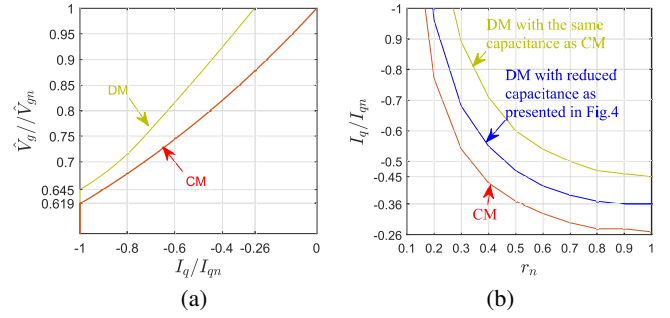 1
0.95
0.9
0.85
0.8
0.75
0.7
0.645
0.619
V̂g//V̂gn
DM
CM
-1
-0.8
-0.6
-0.4
-0.26
0
Iq/Iqn
(a)
-1
-0.9
-0.8
-0.7
-0.6
-0.5
-0.45
-0.36
-0.26
Iq/Iqn
DM with the same
capacitance as CM
DM with reduced
capacitance as
presented in Fig.4
CM
0.1
0.2
0.3
0.4
0.5
0.6
0.7
0.8
0.9
1
rn
(b)